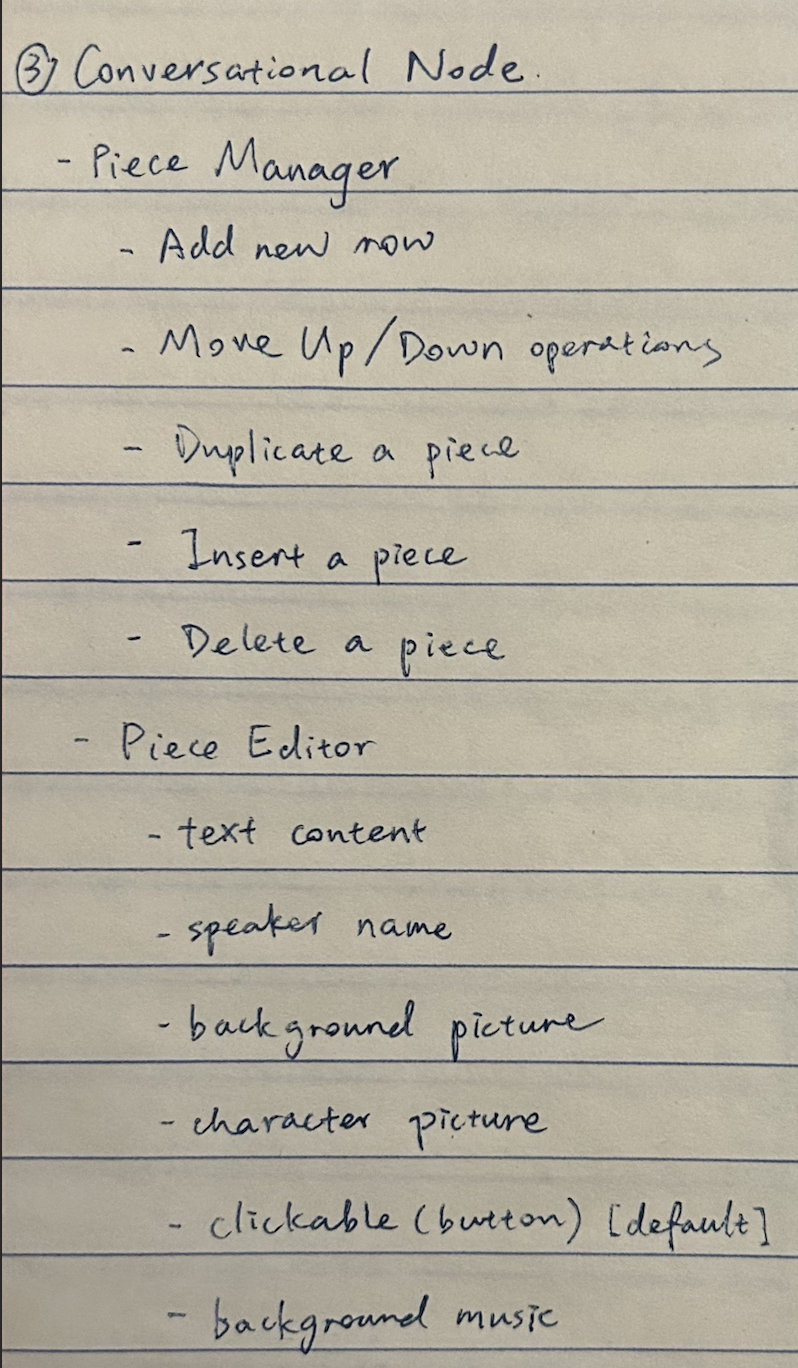 ③ Conversational Node.
- Piece Manager
- Add new row
- Move Up/Down operations
- Duplicate a piece
- Insert a piece
- Delete a piece
- Piece Editor
- text content
- speaker name
- background picture
- character picture
- clickable (button) [default]
- background music